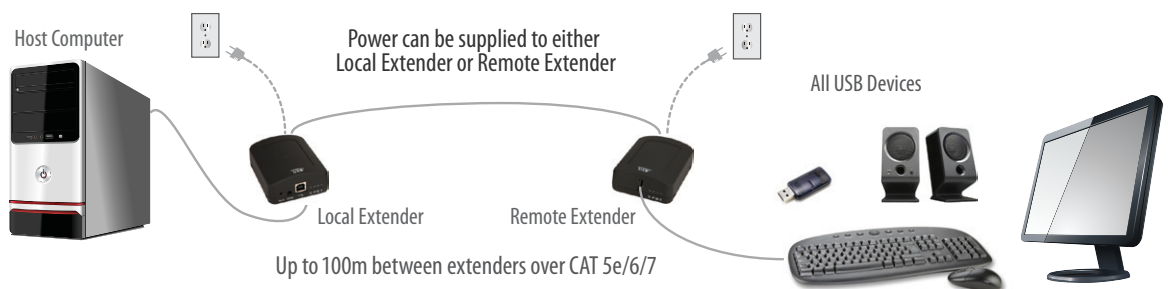 Host Computer
Power can be supplied to either
Local Extender or Remote Extender
All USB Devices
Local Extender
Remote Extender
Up to 100m between extenders over CAT 5e/6/7